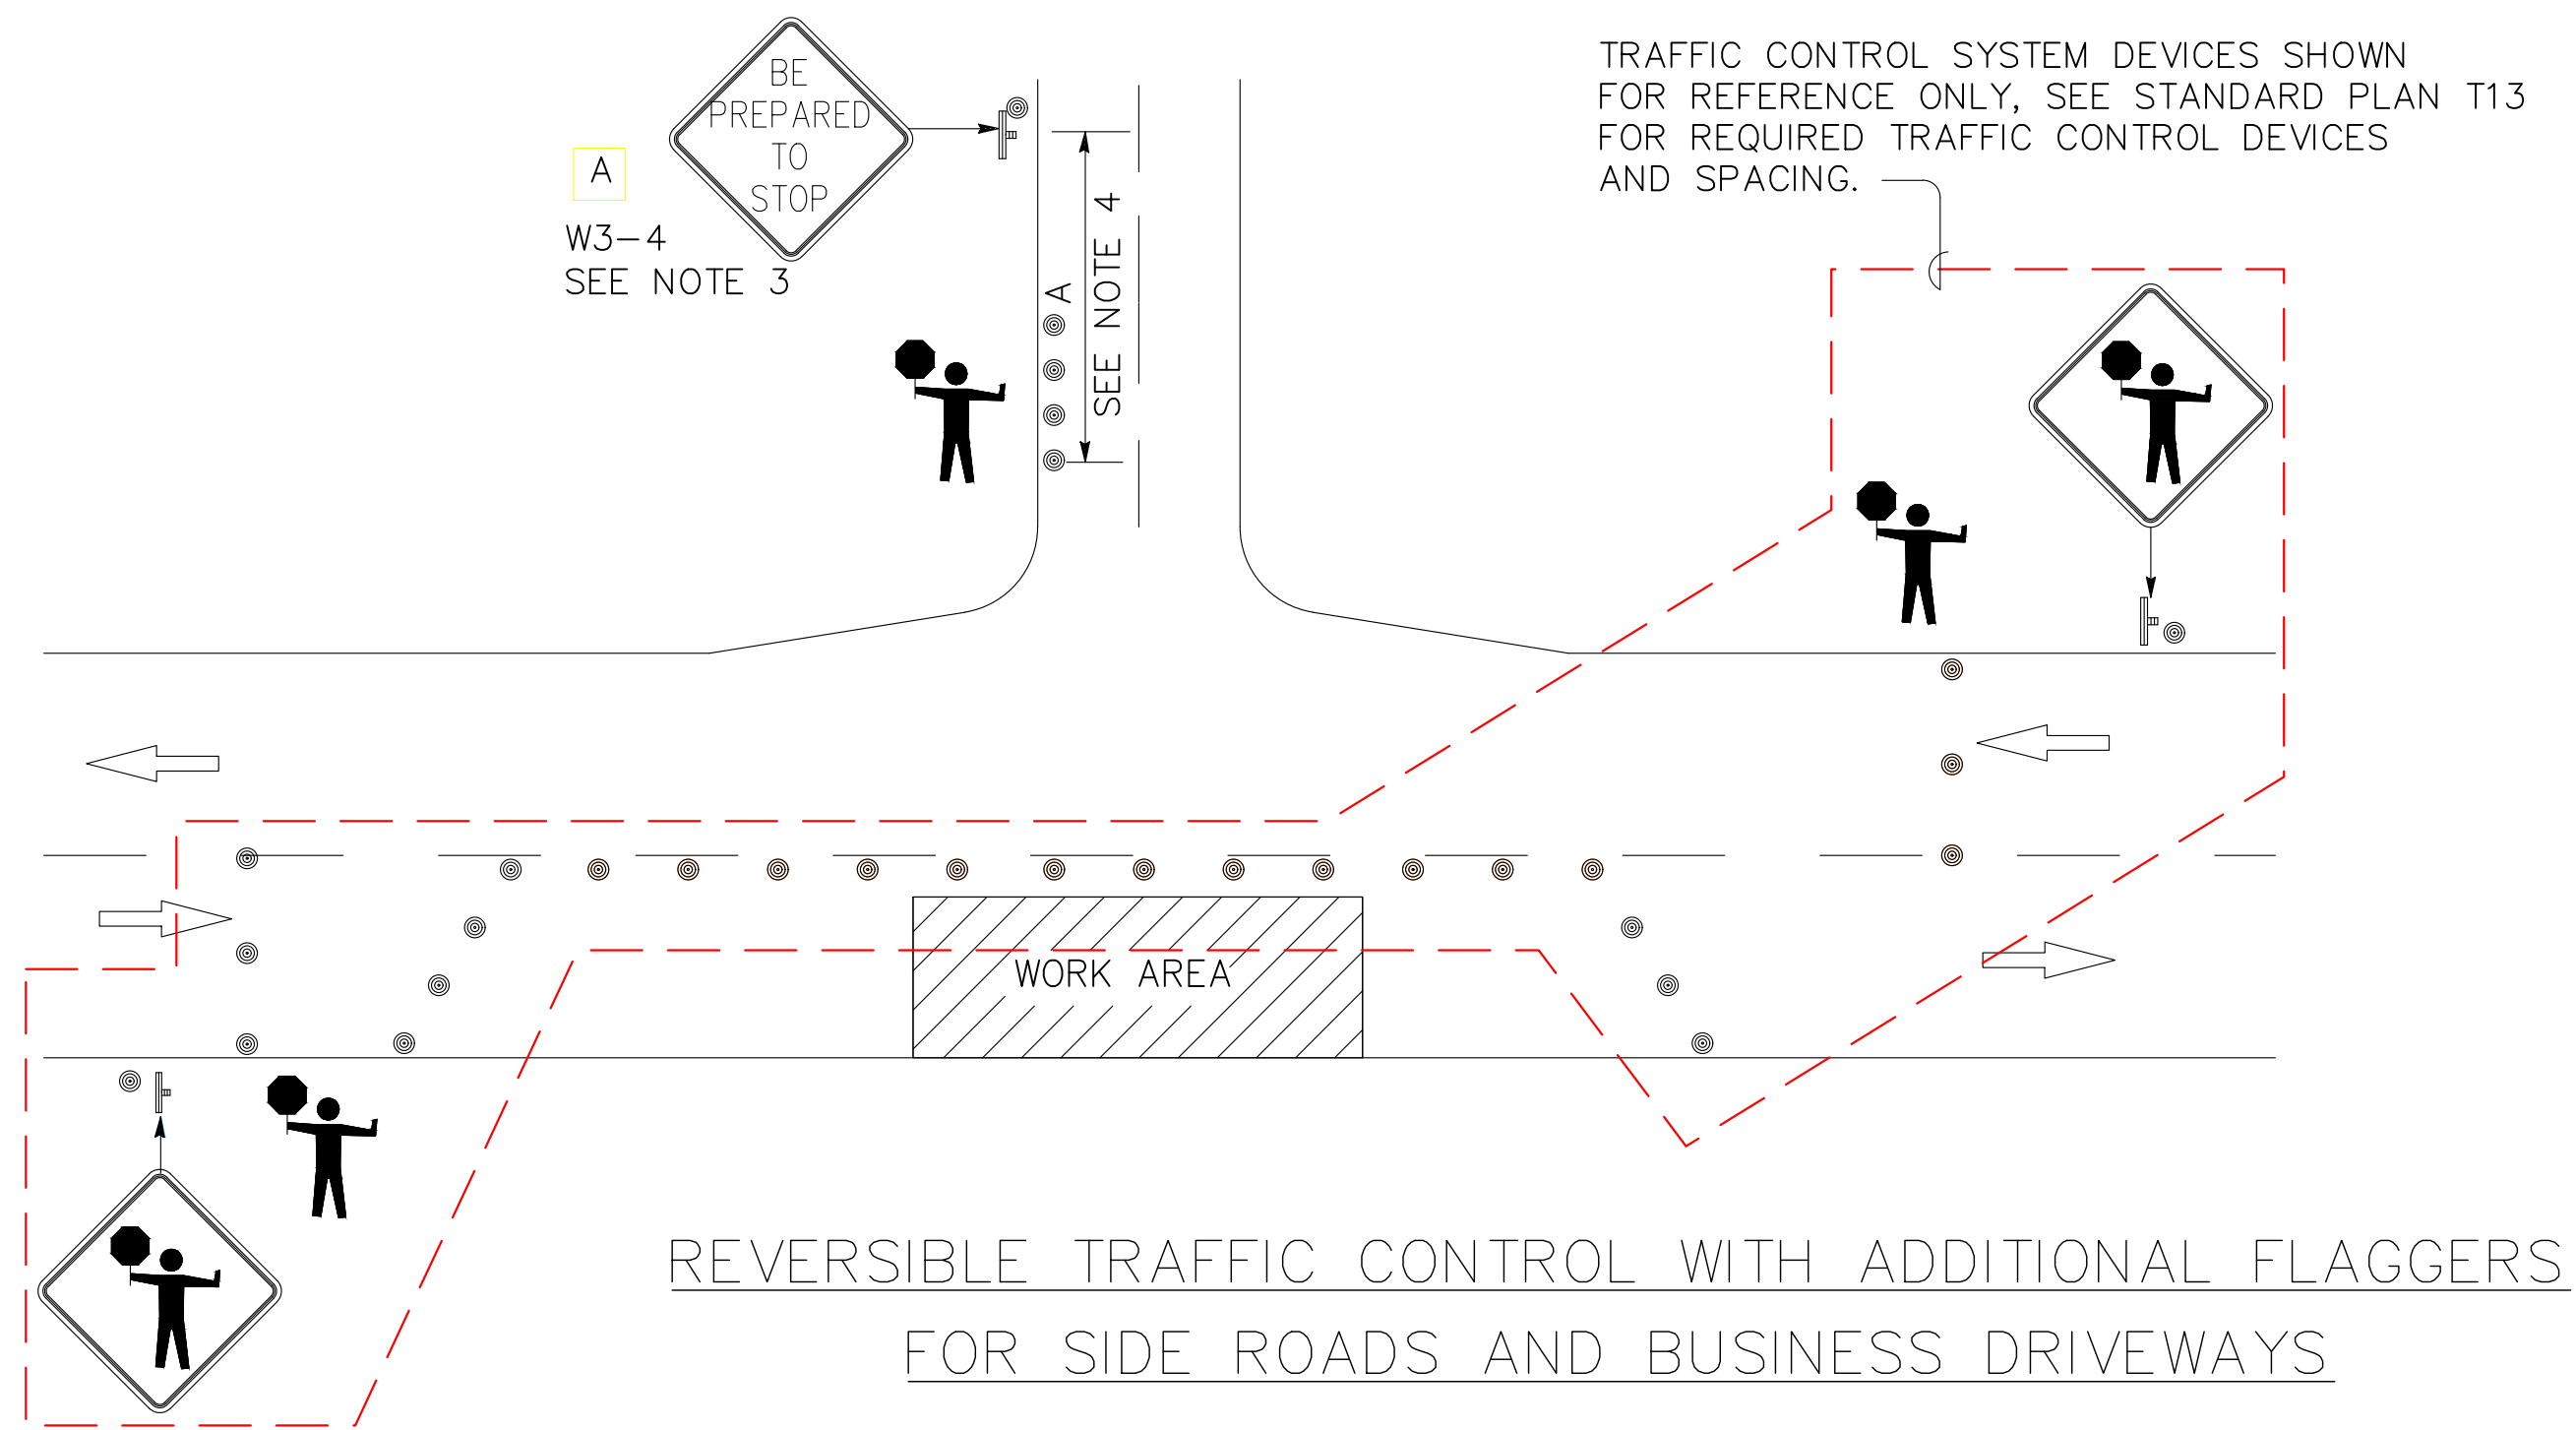 BE
PREPARED
TO
STOP
A
W3-4
SEE NOTE 3
A
SEE NOTE 4
TRAFFIC CONTROL SYSTEM DEVICES SHOWN
FOR REFERENCE ONLY, SEE STANDARD PLAN T13
FOR REQUIRED TRAFFIC CONTROL DEVICES
AND SPACING.
WORK AREA
REVERSIBLE TRAFFIC CONTROL WITH ADDITIONAL FLAGGERS
FOR SIDE ROADS AND BUSINESS DRIVEWAYS